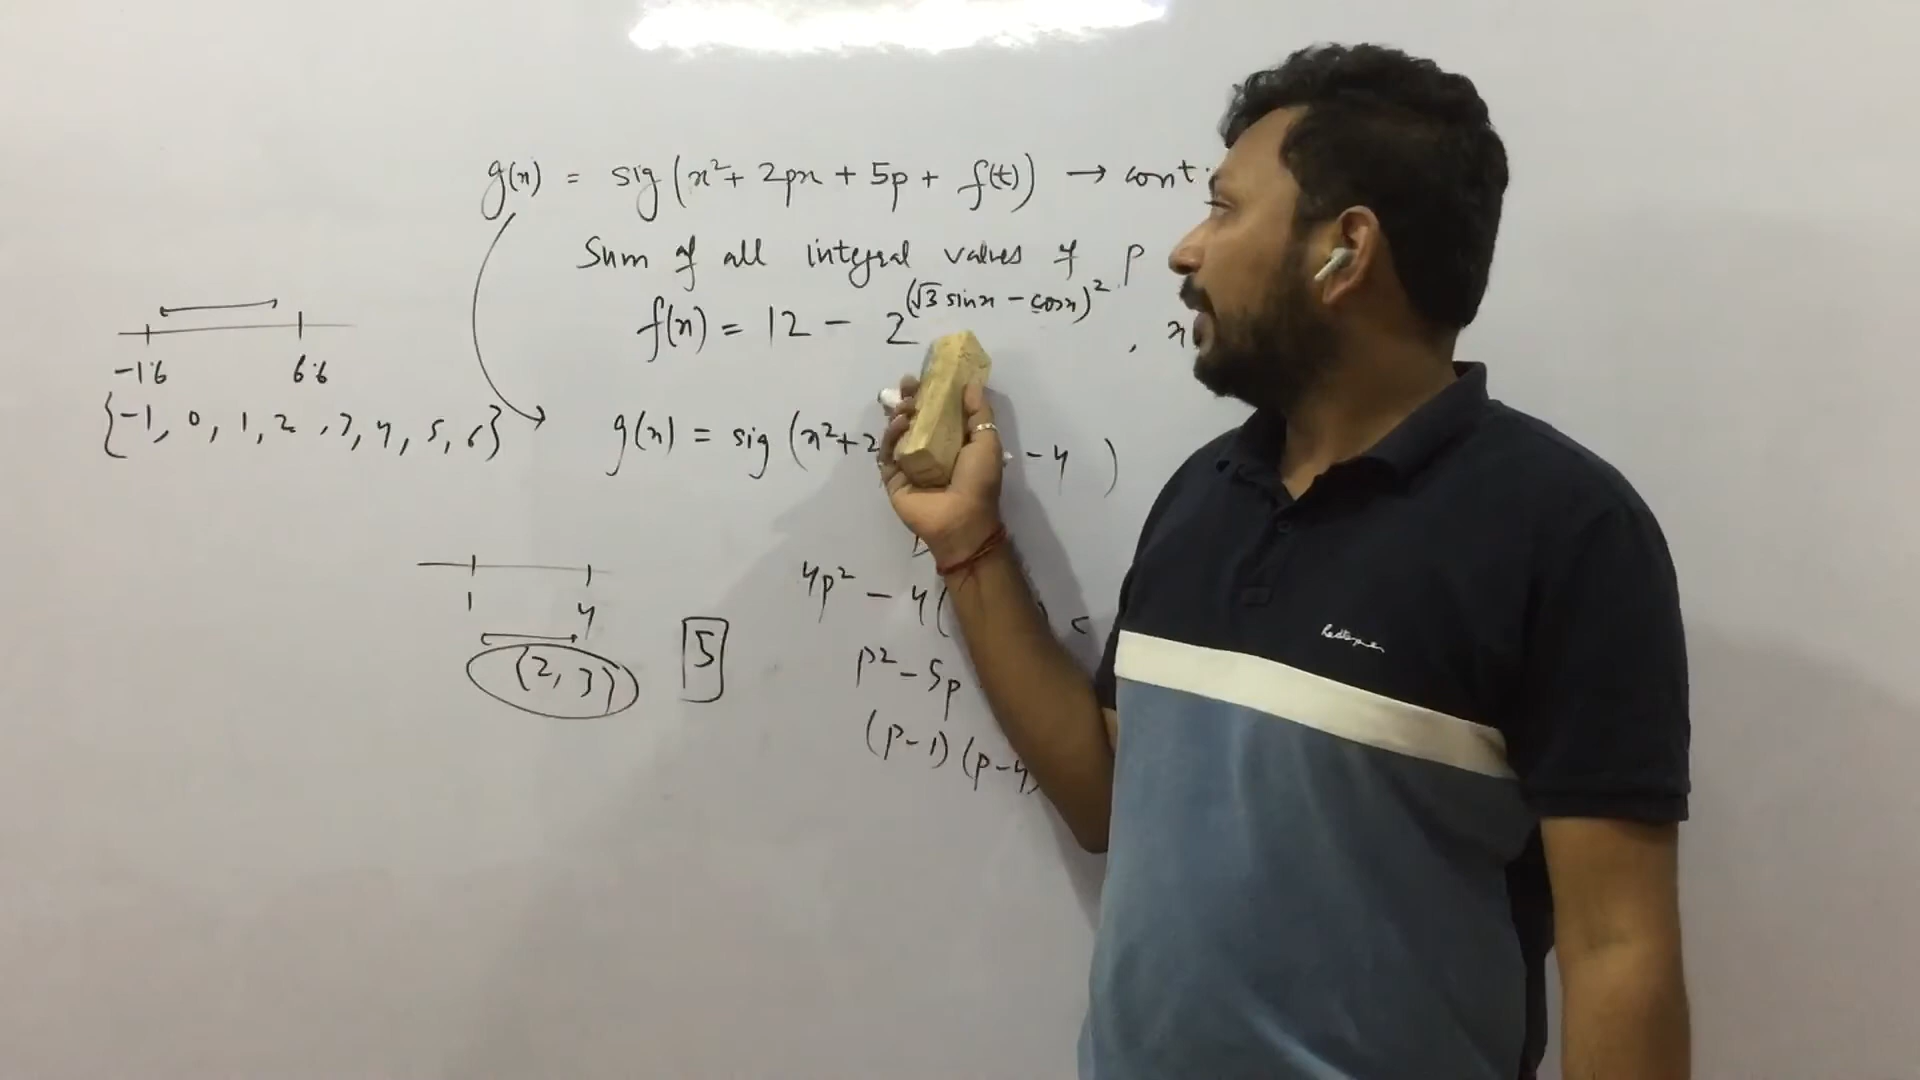 g(x) = sig (x² + 2px + 5p + f(t)) → cont.
Sum of all integral values of p
f(x) = 12 - 2^(√3 sinx - cosx)², x
-1.6 6.6
{-1, 0, 1, 2, 3, 4, 5, 6}
g(x) = sig (x² + 2 - 4 )
1 4
4p² - 4( ) <
(2, 3) 5
p² - 5p
(p-1) (p-4)